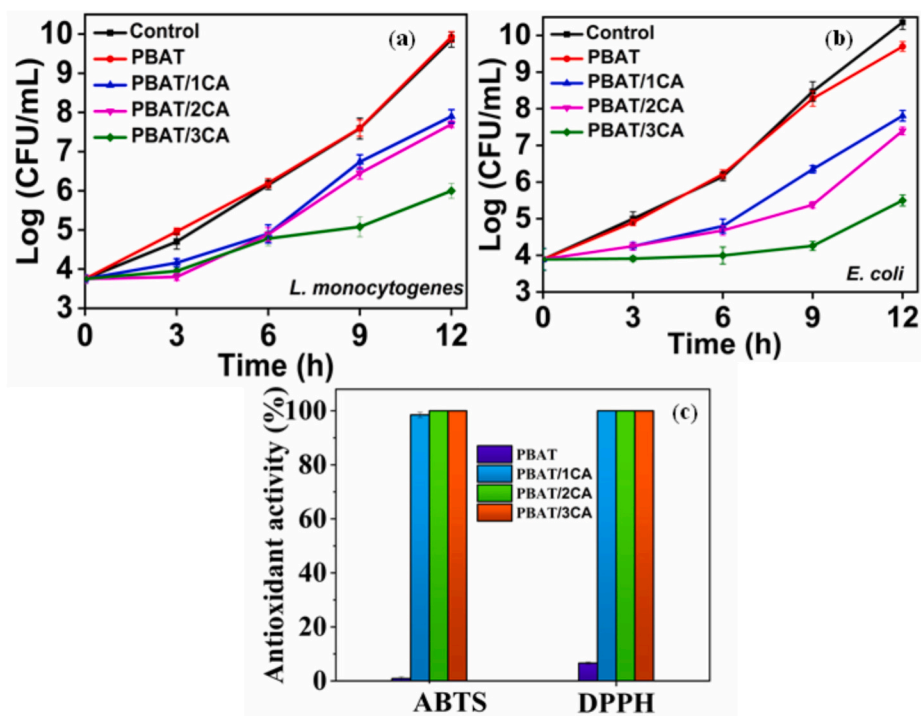 (a)
Control
PBAT
PBAT/1CA
PBAT/2CA
PBAT/3CA
Log (CFU/mL)
10
9
8
7
6
5
4
3
0 3 6 9 12
L. monocytogenes
Time (h)
(b)
Control
PBAT
PBAT/1CA
PBAT/2CA
PBAT/3CA
Log (CFU/mL)
10
9
8
7
6
5
4
3
0 3 6 9 12
E. coli
Time (h)
(c)
Antioxidant activity (%)
100
80
60
40
20
0
PBAT
PBAT/1CA
PBAT/2CA
PBAT/3CA
ABTS DPPH